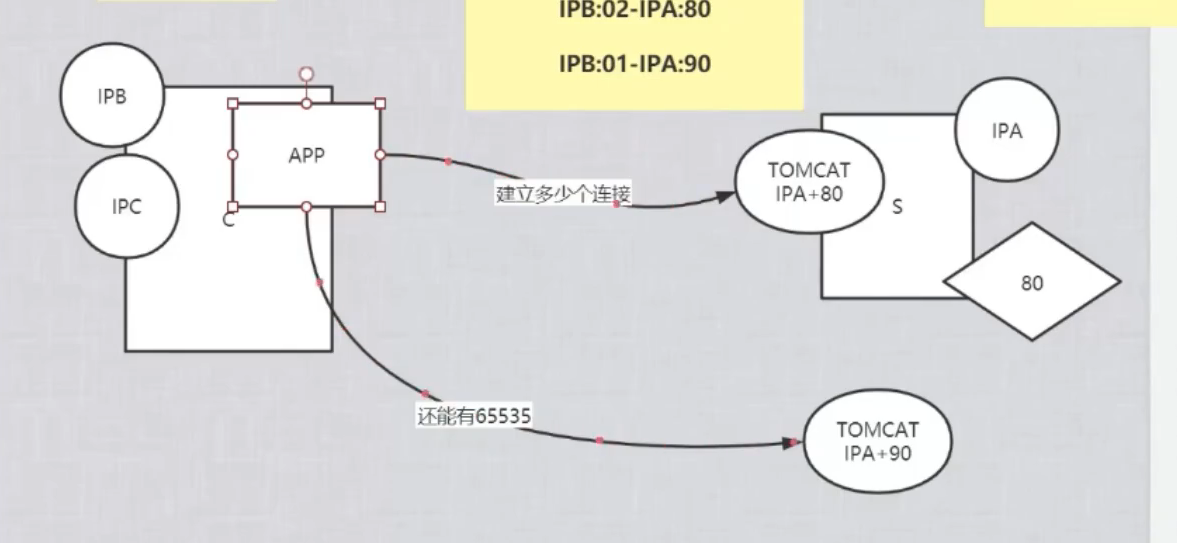 IPB:02-IPA:80
IPB:01-IPA:90
IPB
APP
IPA
TOMCAT
IPA+80
建立多少个连接
IPC
C
S
80
还能有65535
TOMCAT
IPA+90